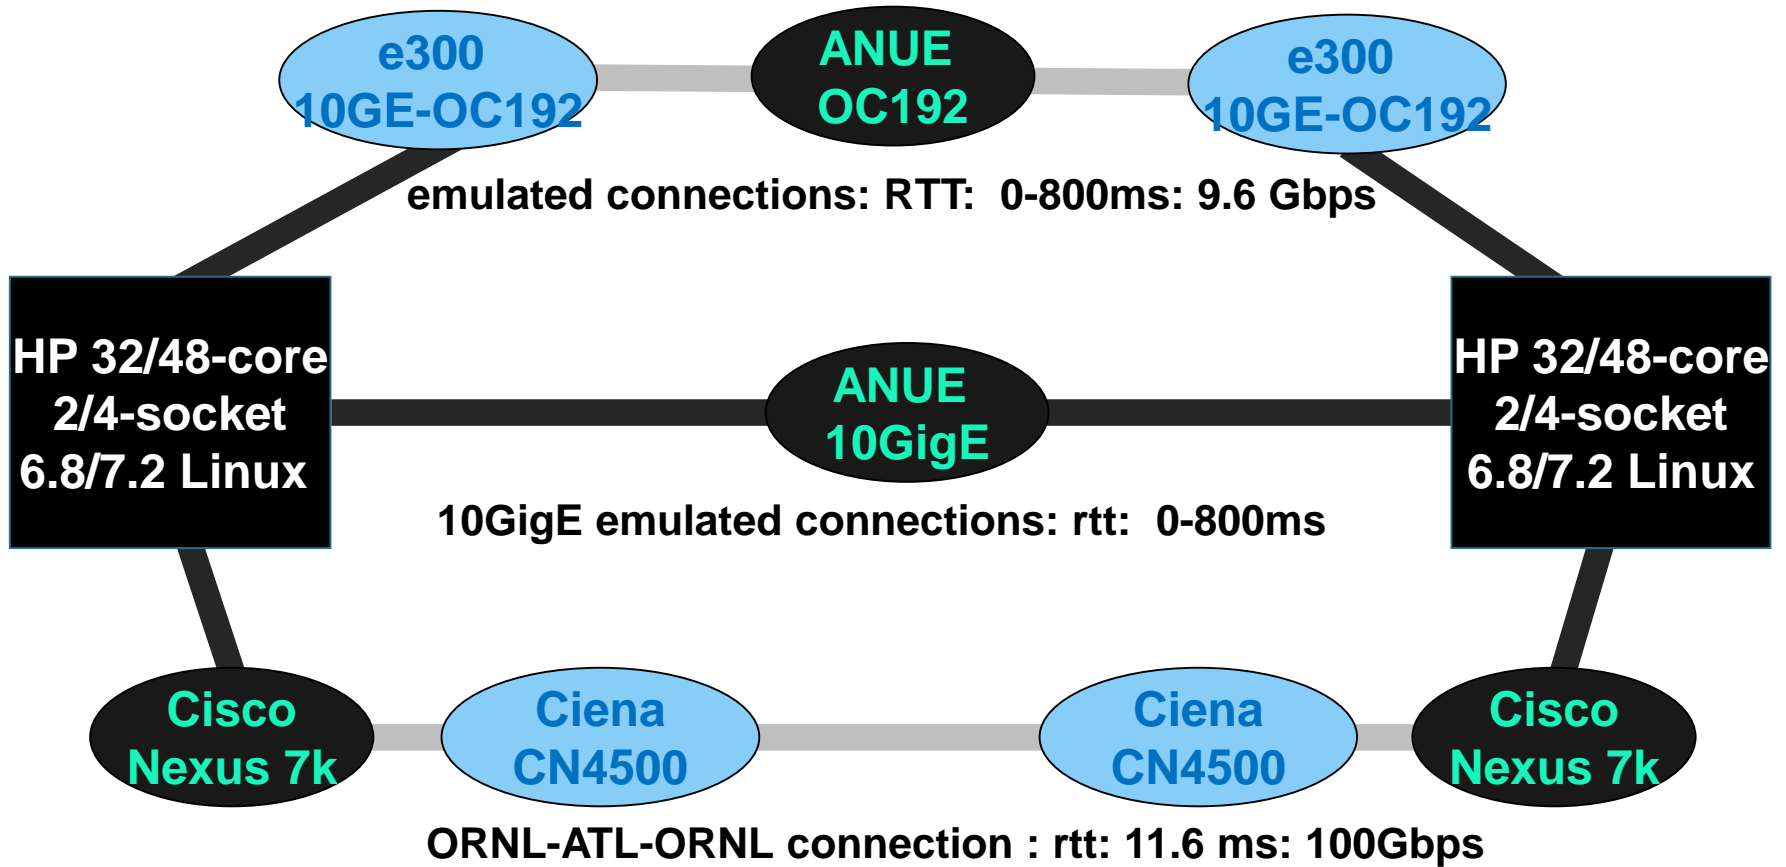 e300
10GE-OC192
ANUE
OC192
e300
10GE-OC192
emulated connections: RTT: 0-800ms: 9.6 Gbps
HP 32/48-core
2/4-socket
6.8/7.2 Linux
ANUE
10GigE
HP 32/48-core
2/4-socket
6.8/7.2 Linux
10GigE emulated connections: rtt: 0-800ms
Cisco
Nexus 7k
Ciena
CN4500
Ciena
CN4500
Cisco
Nexus 7k
ORNL-ATL-ORNL connection : rtt: 11.6 ms: 100Gbps